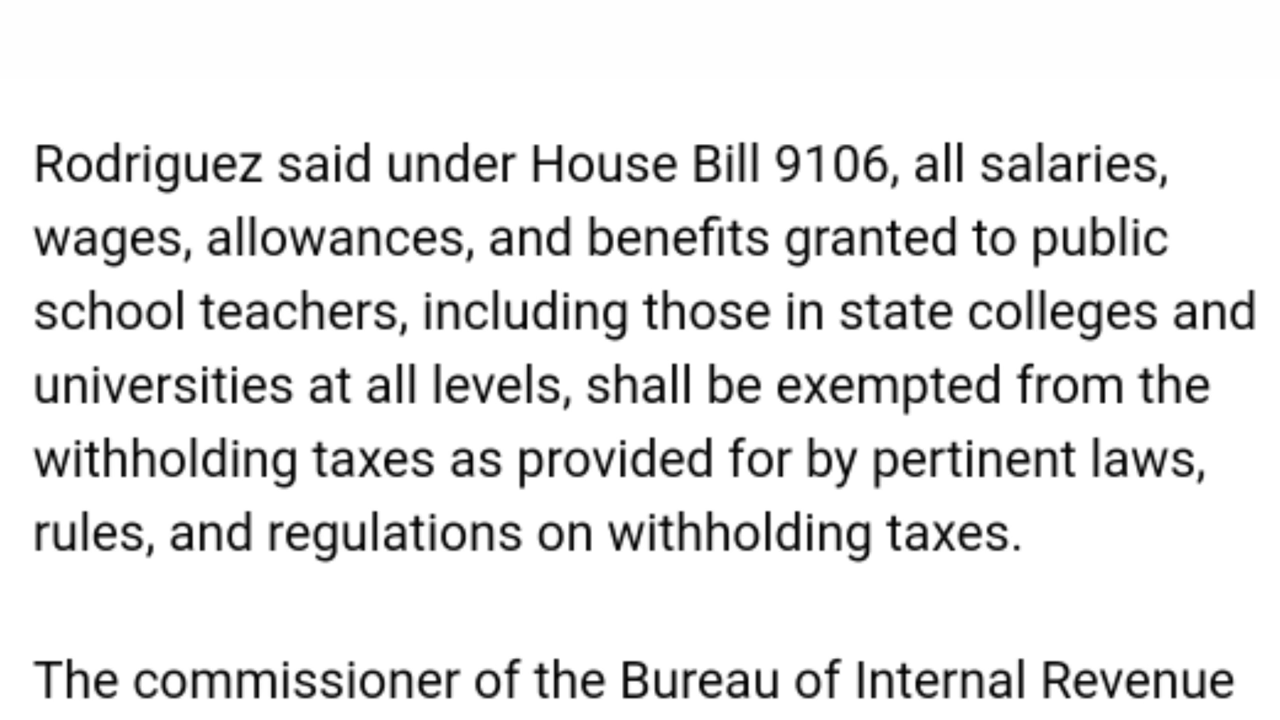 Rodriguez said under House Bill 9106, all salaries,
wages, allowances, and benefits granted to public
school teachers, including those in state colleges and
universities at all levels, shall be exempted from the
withholding taxes as provided for by pertinent laws,
rules, and regulations on withholding taxes.
The commissioner of the Bureau of Internal Revenue